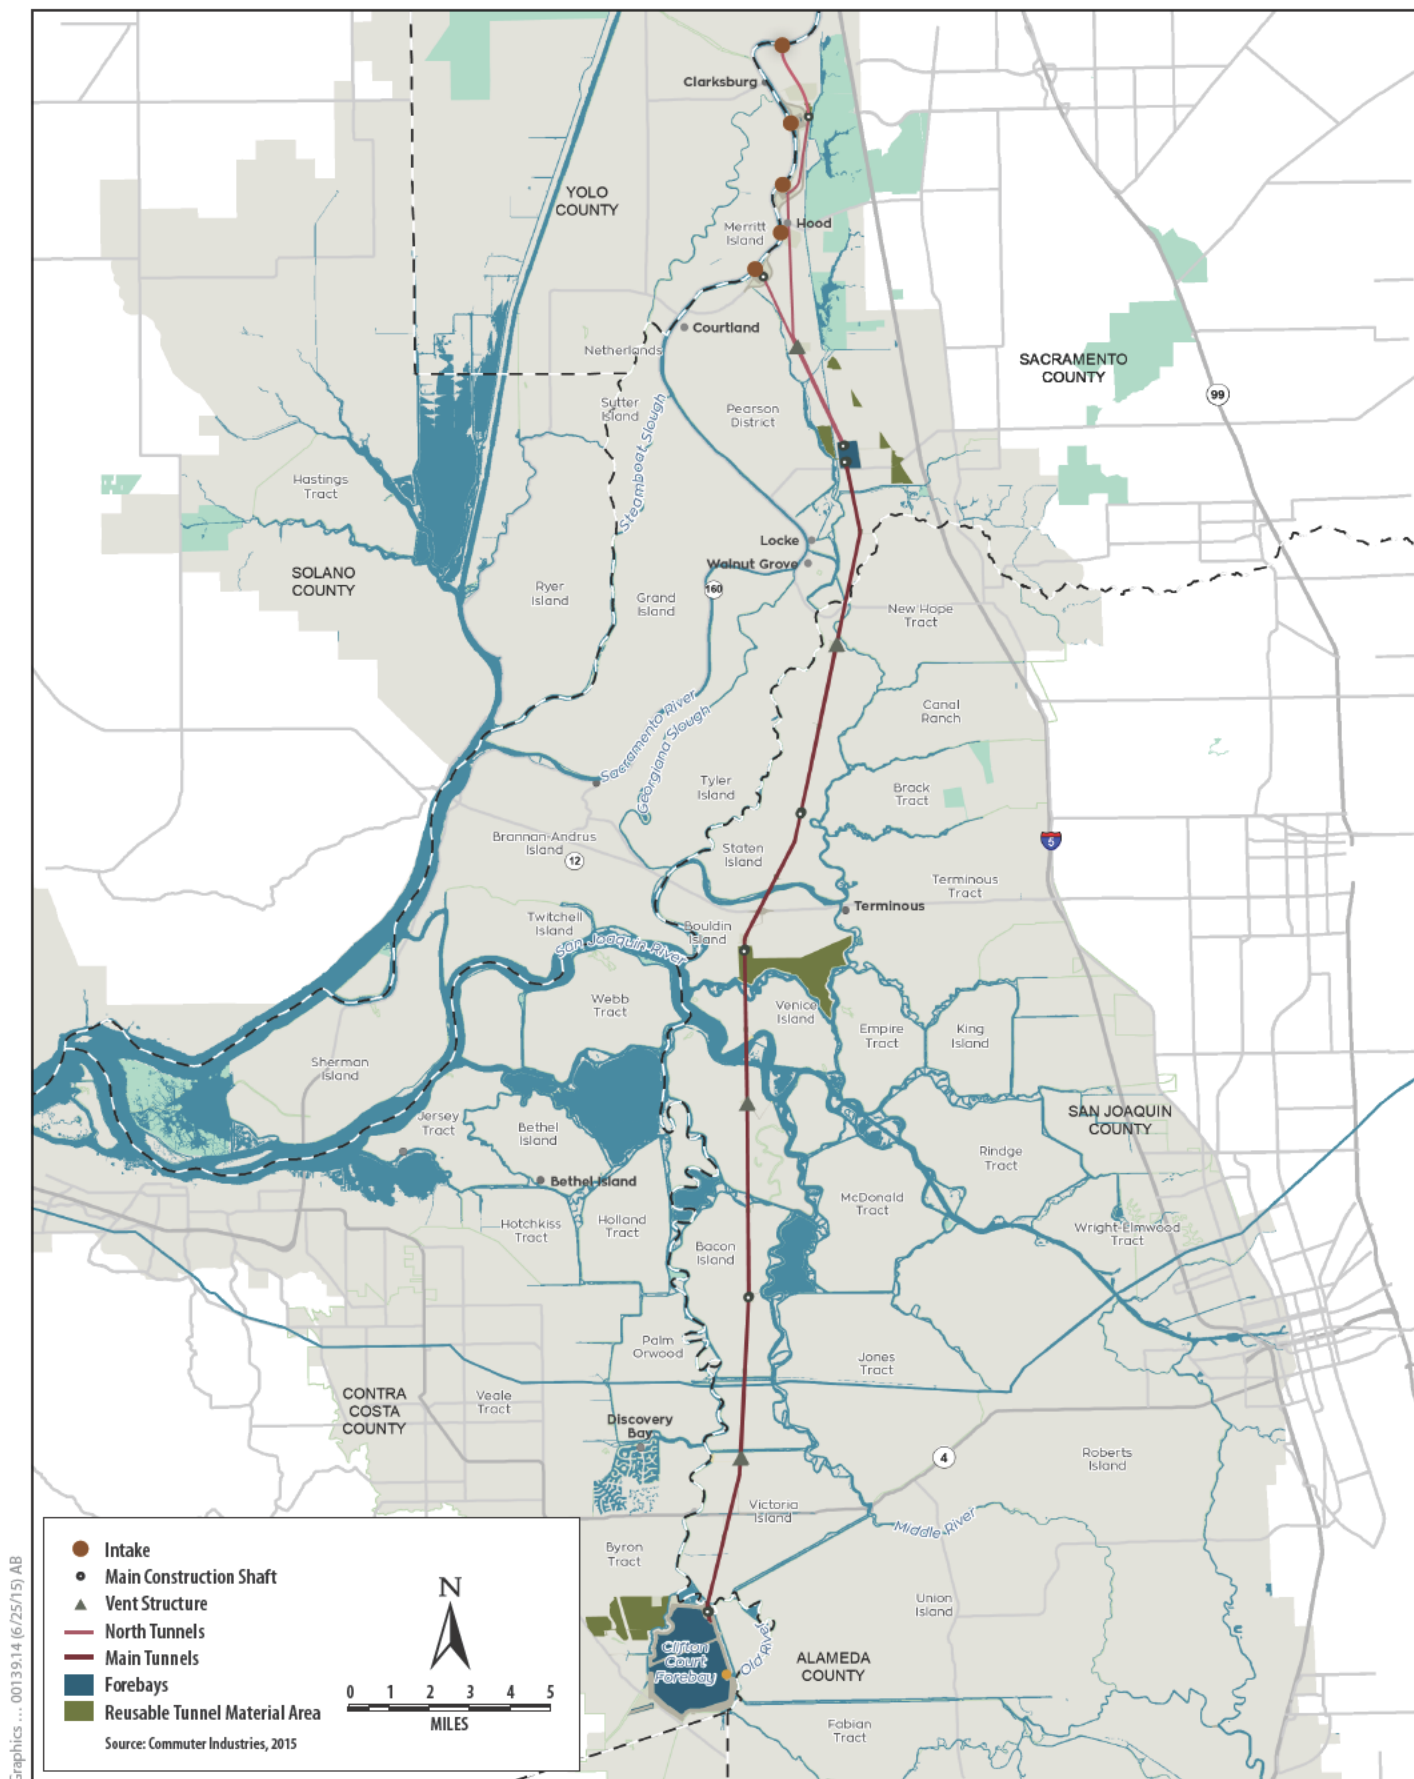 Clarksburg
YOLO
COUNTY
Merritt
Island
Hood
Courtland
Netherlands
SACRAMENTO
COUNTY
99
Sutter
Island
Pearson
District
Steamboat Slough
Hastings
Tract
Locke
Walnut Grove
SOLANO
COUNTY
Ryer
Island
Grand
Island
160
New Hope
Tract
Canal
Ranch
Sacramento River
Georgiana Slough
Tyler
Island
Brack
Tract
Brannan-Andrus
Island
12
Staten
Island
5
Terminous
Tract
Terminous
Twitchell
Island
Bouldin
Island
San Joaquin River
Webb
Tract
Venice
Island
Empire
Tract
King
Island
Sherman
Island
Jersey
Tract
Bethel
Island
SAN JOAQUIN
COUNTY
Rindge
Tract
Bethel Island
McDonald
Tract
Hotchkiss
Tract
Holland
Tract
Wright-Elmwood
Tract
Bacon
Island
Palm
Orwood
Jones
Tract
CONTRA
COSTA
COUNTY
Veale
Tract
Discovery
Bay
4
Roberts
Island
Victoria
Island
Middle River
Byron
Tract
Union
Island
Clifton
Court
Forebay
Old River
ALAMEDA
COUNTY
Fabian
Tract
Intake
Main Construction Shaft
Vent Structure
North Tunnels
Main Tunnels
Forebays
Reusable Tunnel Material Area
Source: Commuter Industries, 2015
N
0 1 2 3 4 5
MILES
Graphics … 00139.14 (6/25/15) AB